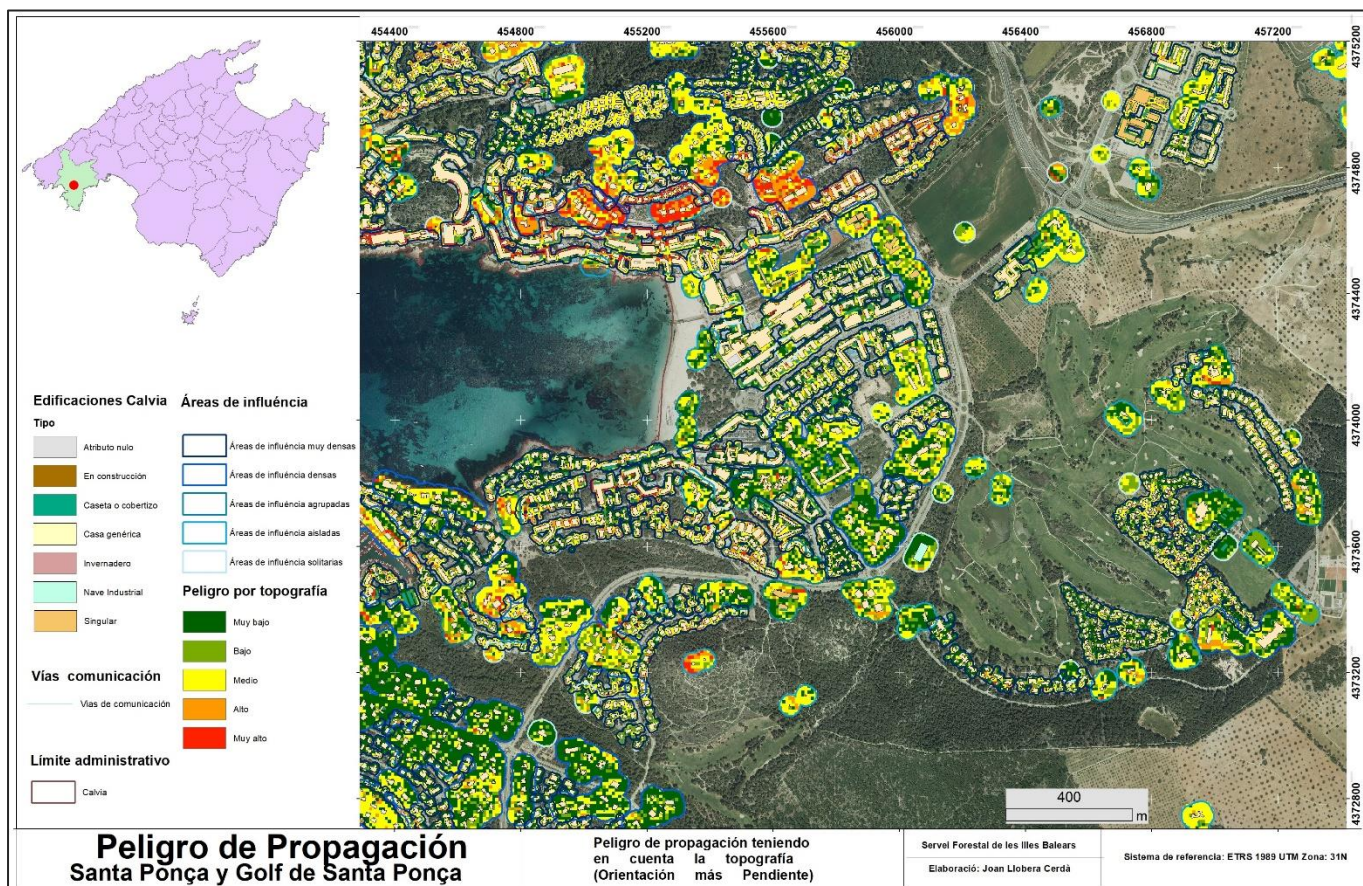 454400 454800 455200 455600 456000 456400 456800 457200
4375200
4374800
4374400
4374000
4373600
4373200
4372800
Edificaciones Calvia
Tipo
Atributo nulo
En construcción
Caseta o cobertizo
Casa genérica
Invernadero
Nave Industrial
Singular
Vías comunicación
Vías de comunicación
Límite administrativo
Calvia
Áreas de influéncia
Áreas de influéncia muy densas
Áreas de influéncia densas
Áreas de influéncia agrupadas
Áreas de influéncia aisladas
Áreas de influéncia solitarias
Peligro por topografía
Muy bajo
Bajo
Medio
Alto
Muy alto
400
m
Peligro de Propagación
Santa Ponça y Golf de Santa Ponça
Peligro de propagación teniendo
en cuenta la topografía
(Orientación más Pendiente)
Servei Forestal de les Illes Balears
Elaboració: Joan Llobera Cerdà
Sistema de referencia: ETRS 1989 UTM Zona: 31N